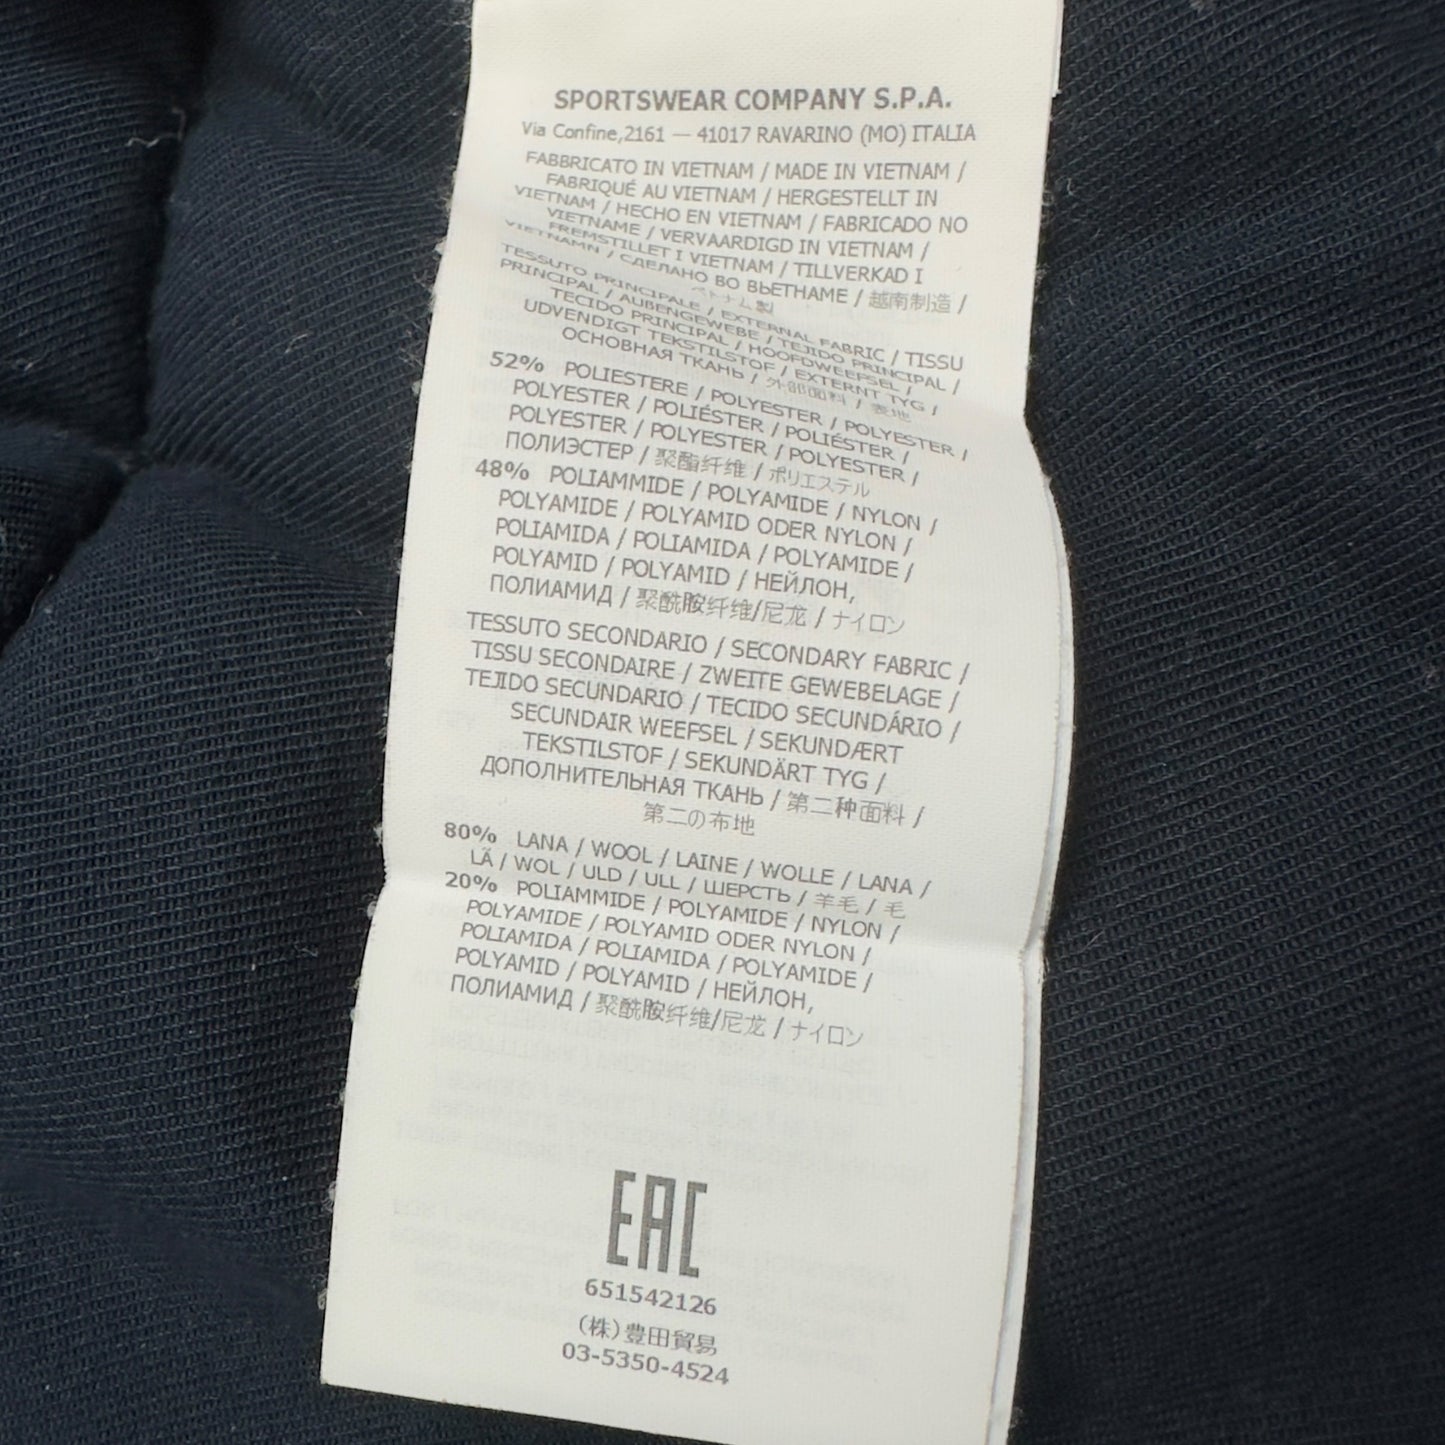 SPORTSWEAR COMPANY S.P.A.
Via Confine,2161 — 41017 RAVARINO (MO) ITALIA
FABBRICATO IN VIETNAM / MADE IN VIETNAM /
FABRIQUÉ AU VIETNAM / HERGESTELLT IN
VIETNAM / HECHO EN VIETNAM / FABRICADO NO
VIETNAME / VERVAARDIGD IN VIETNAM /
FREMSTILLET I VIETNAM / TILLVERKAD I
VIETNAMN / СДЕЛАНО ВО ВЬЕТНАМЕ / 越南制造 /
ベトナム製
TESSUTO PRINCIPALE / EXTERNAL FABRIC / TISSU
PRINCIPAL / AUßENGEWEBE / TEJIDO PRINCIPAL /
TECIDO PRINCIPAL / HOOFDWEEFSEL /
UDVENDIGT TEKSTILSTOF / EXTERNT TYG /
ОСНОВНАЯ ТКАНЬ / 外部面料 / 表地
52% POLIESTERE / POLYESTER / POLYESTER /
POLYESTER / POLIÉSTER / POLIÉSTER /
POLYESTER / POLYESTER / POLYESTER /
ПОЛИЭСТЕР / 聚酯纤维 / ポリエステル
48% POLIAMMIDE / POLYAMIDE / NYLON /
POLYAMIDE / POLYAMID ODER NYLON /
POLIAMIDA / POLIAMIDA / POLYAMIDE /
POLYAMID / POLYAMID / НЕЙЛОН,
ПОЛИАМИД / 聚酰胺纤维/尼龙 / ナイロン
TESSUTO SECONDARIO / SECONDARY FABRIC /
TISSU SECONDAIRE / ZWEITE GEWEBELAGE /
TEJIDO SECUNDARIO / TECIDO SECUNDÁRIO /
SECUNDAIR WEEFSEL / SEKUNDÆRT
TEKSTILSTOF / SEKUNDÄRT TYG /
ДОПОЛНИТЕЛЬНАЯ ТКАНЬ / 第二种面料 /
第二の布地
80% LANA / WOOL / LAINE / WOLLE / LANA /
LÃ / WOL / ULD / ULL / ШЕРСТЬ / 羊毛 / 毛
20% POLIAMMIDE / POLYAMIDE / NYLON /
POLYAMIDE / POLYAMID ODER NYLON /
POLIAMIDA / POLIAMIDA / POLYAMIDE /
POLYAMID / POLYAMID / НЕЙЛОН,
ПОЛИАМИД / 聚酰胺纤维/尼龙 / ナイロン
EAC
651542126
(株)豊田貿易
03-5350-4524